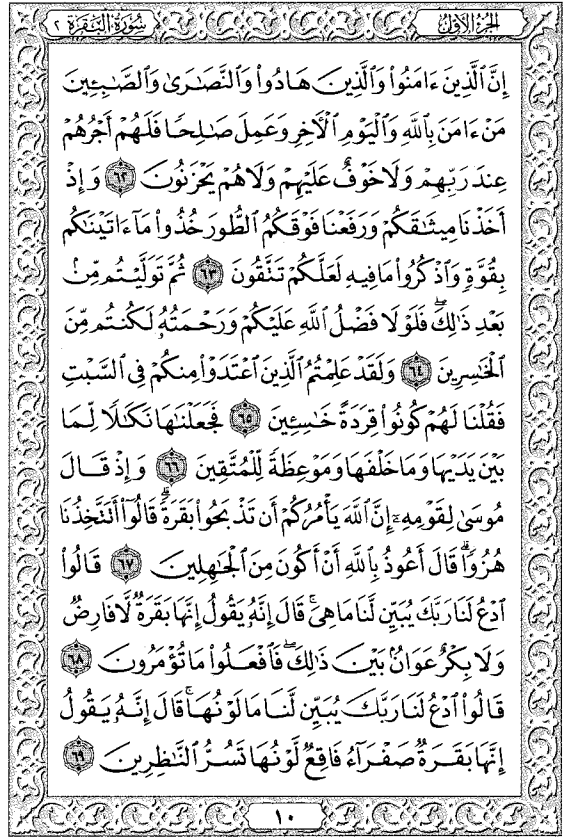 الجزء الأول
سورة البقرة ٢
إِنَّ ٱلَّذِينَ ءَامَنُوا۟ وَٱلَّذِينَ هَادُوا۟ وَٱلنَّصَٰرَىٰ وَٱلصَّٰبِـِٔينَ
مَنْ ءَامَنَ بِٱللَّهِ وَٱلْيَوْمِ ٱلْءَاخِرِ وَعَمِلَ صَٰلِحًا فَلَهُمْ أَجْرُهُمْ
عِندَ رَبِّهِمْ وَلَا خَوْفٌ عَلَيْهِمْ وَلَا هُمْ يَحْزَنُونَ ٦٢ وَإِذْ
أَخَذْنَا مِيثَٰقَكُمْ وَرَفَعْنَا فَوْقَكُمُ ٱلطُّورَ خُذُوا۟ مَآ ءَاتَيْنَٰكُم
بِقُوَّةٍ وَٱذْكُرُوا۟ مَا فِيهِ لَعَلَّكُمْ تَتَّقُونَ ٦٣ ثُمَّ تَوَلَّيْتُم مِّنۢ
بَعْدِ ذَٰلِكَ ۖ فَلَوْلَا فَضْلُ ٱللَّهِ عَلَيْكُمْ وَرَحْمَتُهُۥ لَكُنتُم مِّنَ
ٱلْخَٰسِرِينَ ٦٤ وَلَقَدْ عَلِمْتُمُ ٱلَّذِينَ ٱعْتَدَوْا۟ مِنكُمْ فِى ٱلسَّبْتِ
فَقُلْنَا لَهُمْ كُونُوا۟ قِرَدَةً خَٰسِـِٔينَ ٦٥ فَجَعَلْنَٰهَا نَكَٰلًا لِّمَا
بَيْنَ يَدَيْهَا وَمَا خَلْفَهَا وَمَوْعِظَةً لِّلْمُتَّقِينَ ٦٦ وَإِذْ قَالَ
مُوسَىٰ لِقَوْمِهِۦٓ إِنَّ ٱللَّهَ يَأْمُرُكُمْ أَن تَذْبَحُوا۟ بَقَرَةً ۖ قَالُوٓا۟ أَتَتَّخِذُنَا
هُزُوًا ۖ قَالَ أَعُوذُ بِٱللَّهِ أَنْ أَكُونَ مِنَ ٱلْجَٰهِلِينَ ٦٧ قَالُوا۟
ٱدْعُ لَنَا رَبَّكَ يُبَيِّن لَّنَا مَا هِىَ ۚ قَالَ إِنَّهُۥ يَقُولُ إِنَّهَا بَقَرَةٌ لَّا فَارِضٌ
وَلَا بِكْرٌ عَوَانٌۢ بَيْنَ ذَٰلِكَ ۖ فَٱفْعَلُوا۟ مَا تُؤْمَرُونَ ٦٨
قَالُوا۟ ٱدْعُ لَنَا رَبَّكَ يُبَيِّن لَّنَا مَا لَوْنُهَا ۚ قَالَ إِنَّهُۥ يَقُولُ
إِنَّهَا بَقَرَةٌ صَفْرَآءُ فَاقِعٌ لَّوْنُهَا تَسُرُّ ٱلنَّٰظِرِينَ ٦٩
١٠